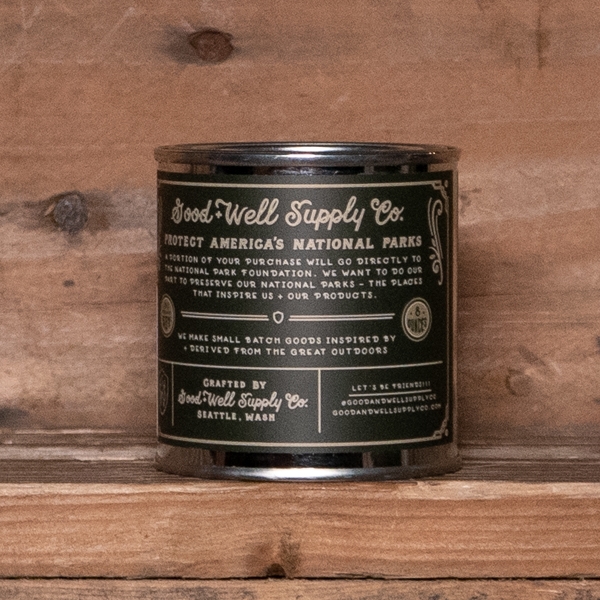 Good + Well Supply Co.
PROTECT AMERICA'S NATIONAL PARKS
A PORTION OF YOUR PURCHASE WILL GO DIRECTLY TO
THE NATIONAL PARK FOUNDATION. WE WANT TO DO OUR
PART TO PRESERVE OUR NATIONAL PARKS - THE PLACES
THAT INSPIRE US + OUR PRODUCTS.
8
OUNCES
WE MAKE SMALL BATCH GOODS INSPIRED BY
+ DERIVED FROM THE GREAT OUTDOORS
CRAFTED BY
Good + Well Supply Co.
SEATTLE, WASH
LET'S BE FRIENDS!!!
@GOODANDWELLSUPPLYCO
GOODANDWELLSUPPLYCO.COM